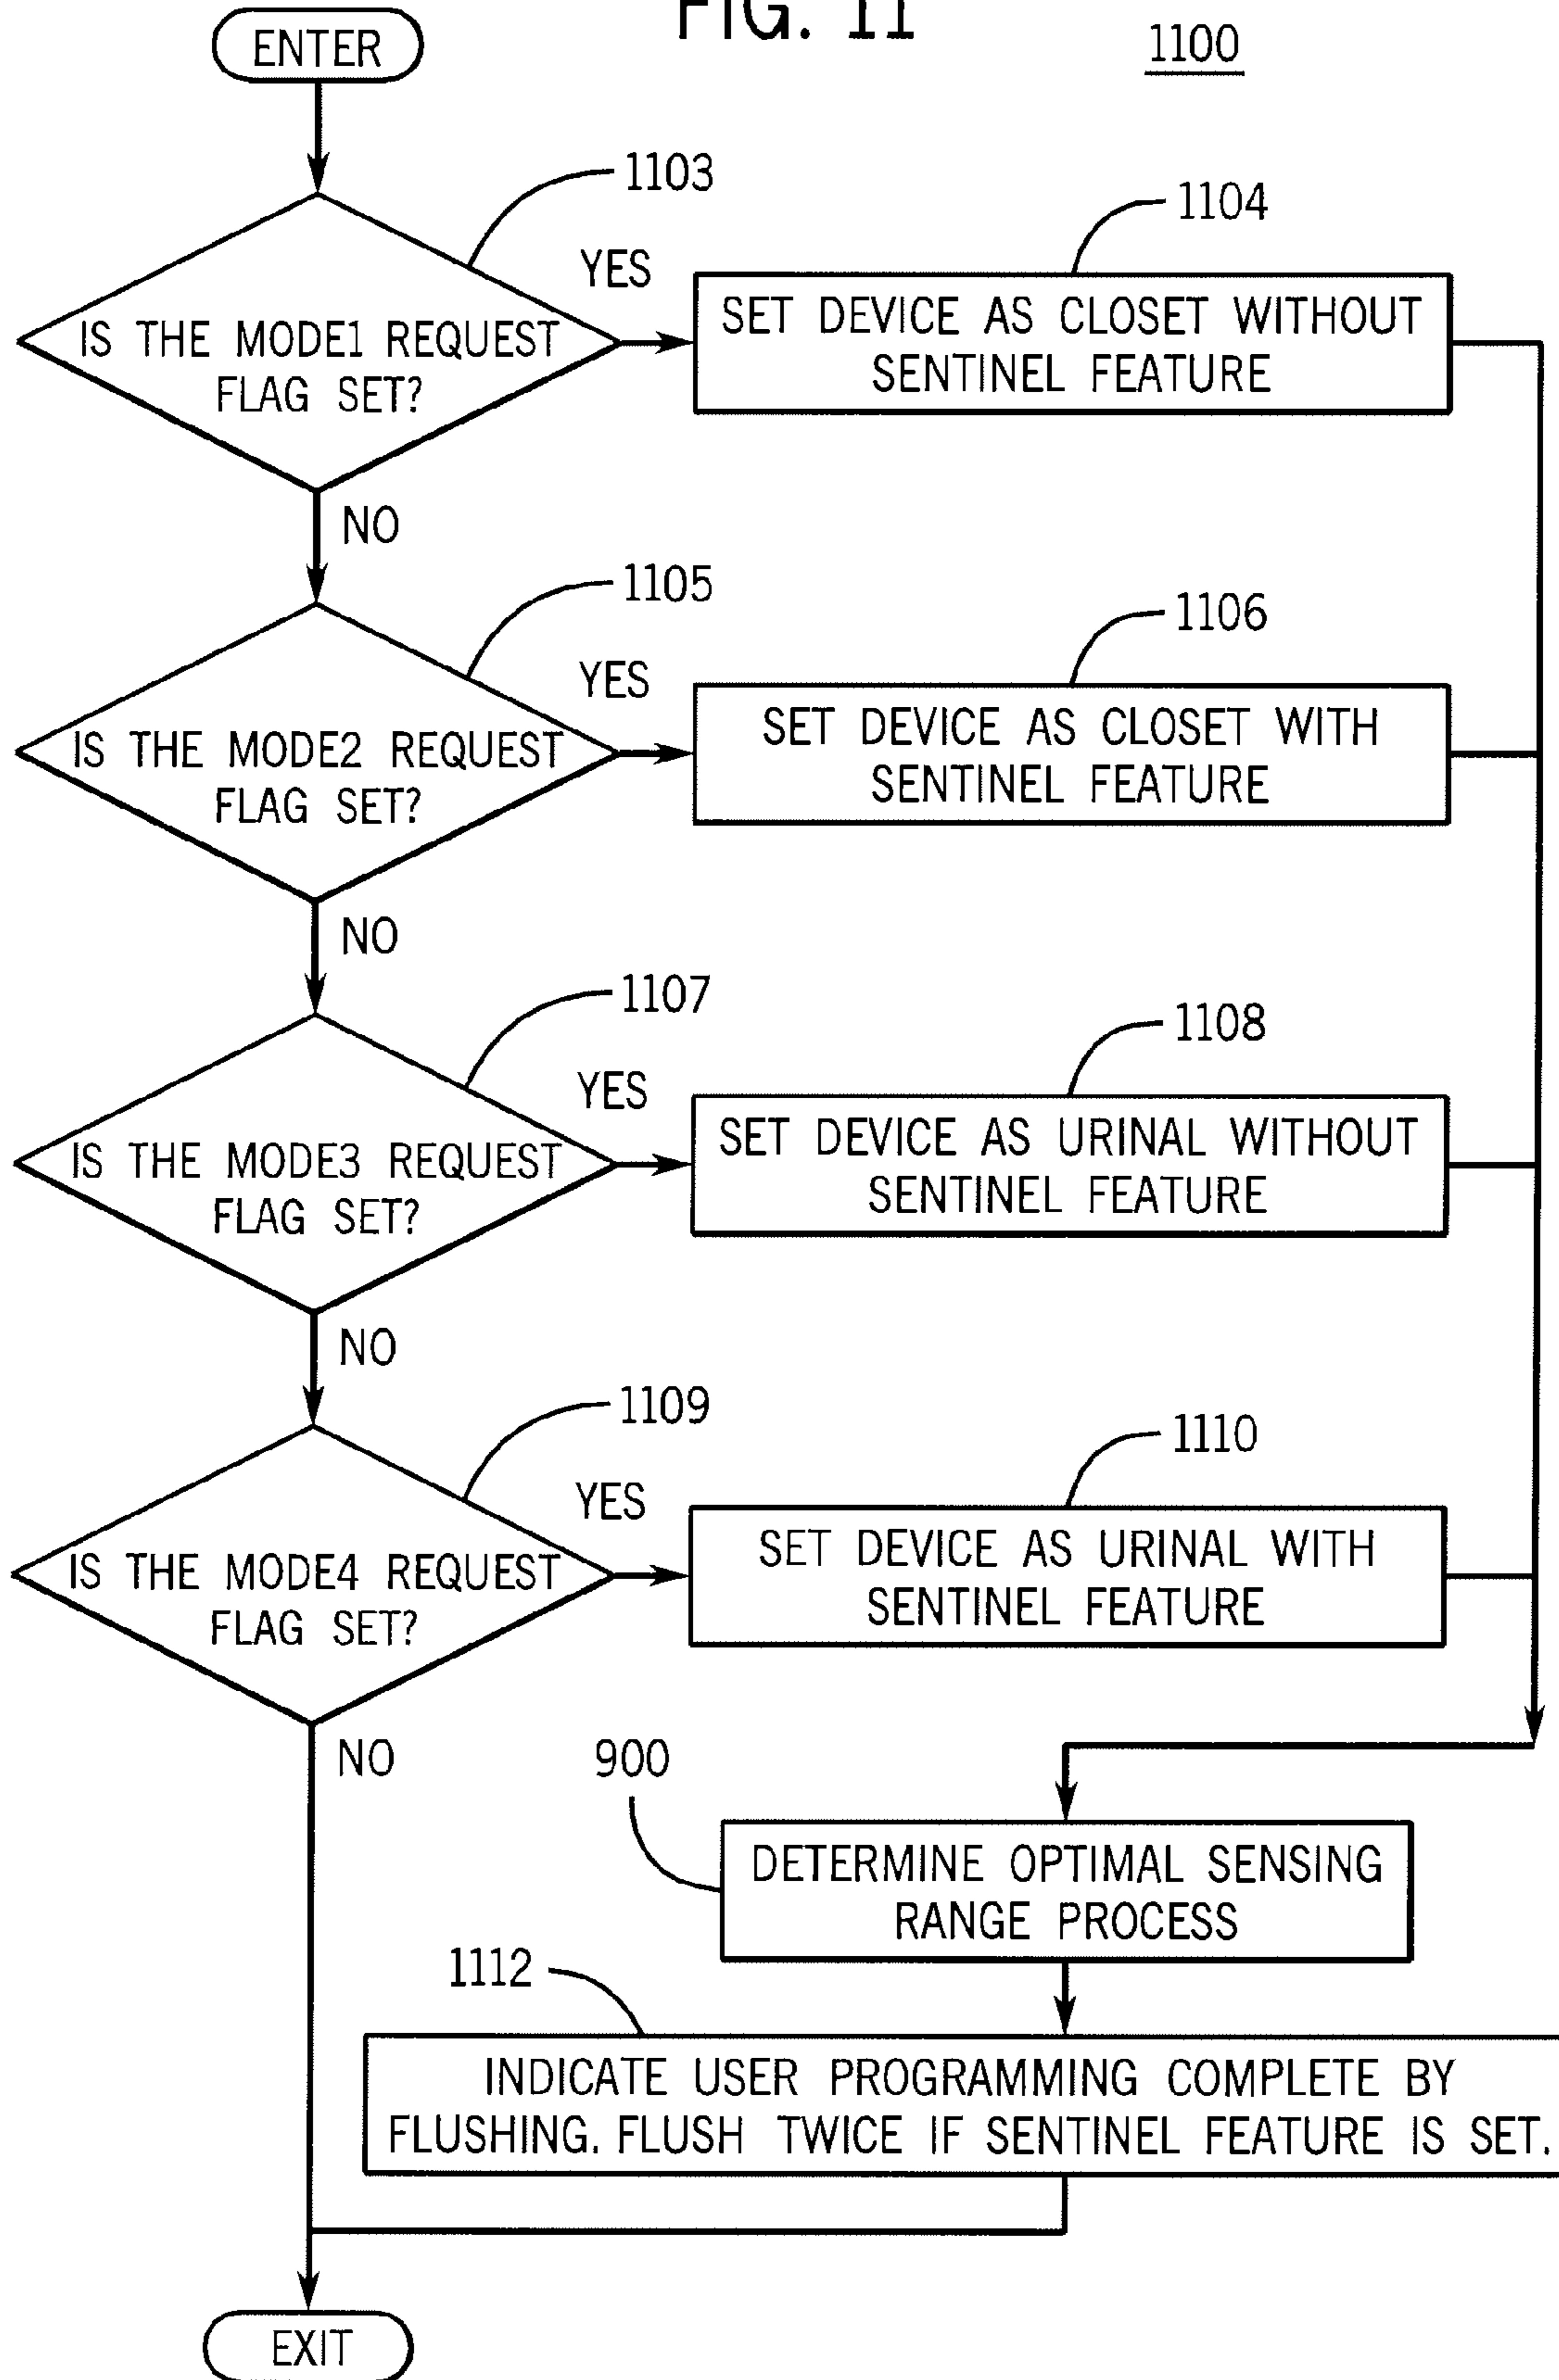 FIG. 11
1100
ENTER
1103
1104
YES
IS THE MODE1 REQUEST
FLAG SET?
SET DEVICE AS CLOSET WITHOUT
SENTINEL FEATURE
NO
1105
1106
YES
IS THE MODE2 REQUEST
FLAG SET?
SET DEVICE AS CLOSET WITH
SENTINEL FEATURE
NO
1107
1108
YES
IS THE MODE3 REQUEST
FLAG SET?
SET DEVICE AS URINAL WITHOUT
SENTINEL FEATURE
NO
1109
1110
YES
IS THE MODE4 REQUEST
FLAG SET?
SET DEVICE AS URINAL WITH
SENTINEL FEATURE
NO
900
DETERMINE OPTIMAL SENSING
RANGE PROCESS
1112
INDICATE USER PROGRAMMING COMPLETE BY
FLUSHING. FLUSH TWICE IF SENTINEL FEATURE IS SET.
EXIT